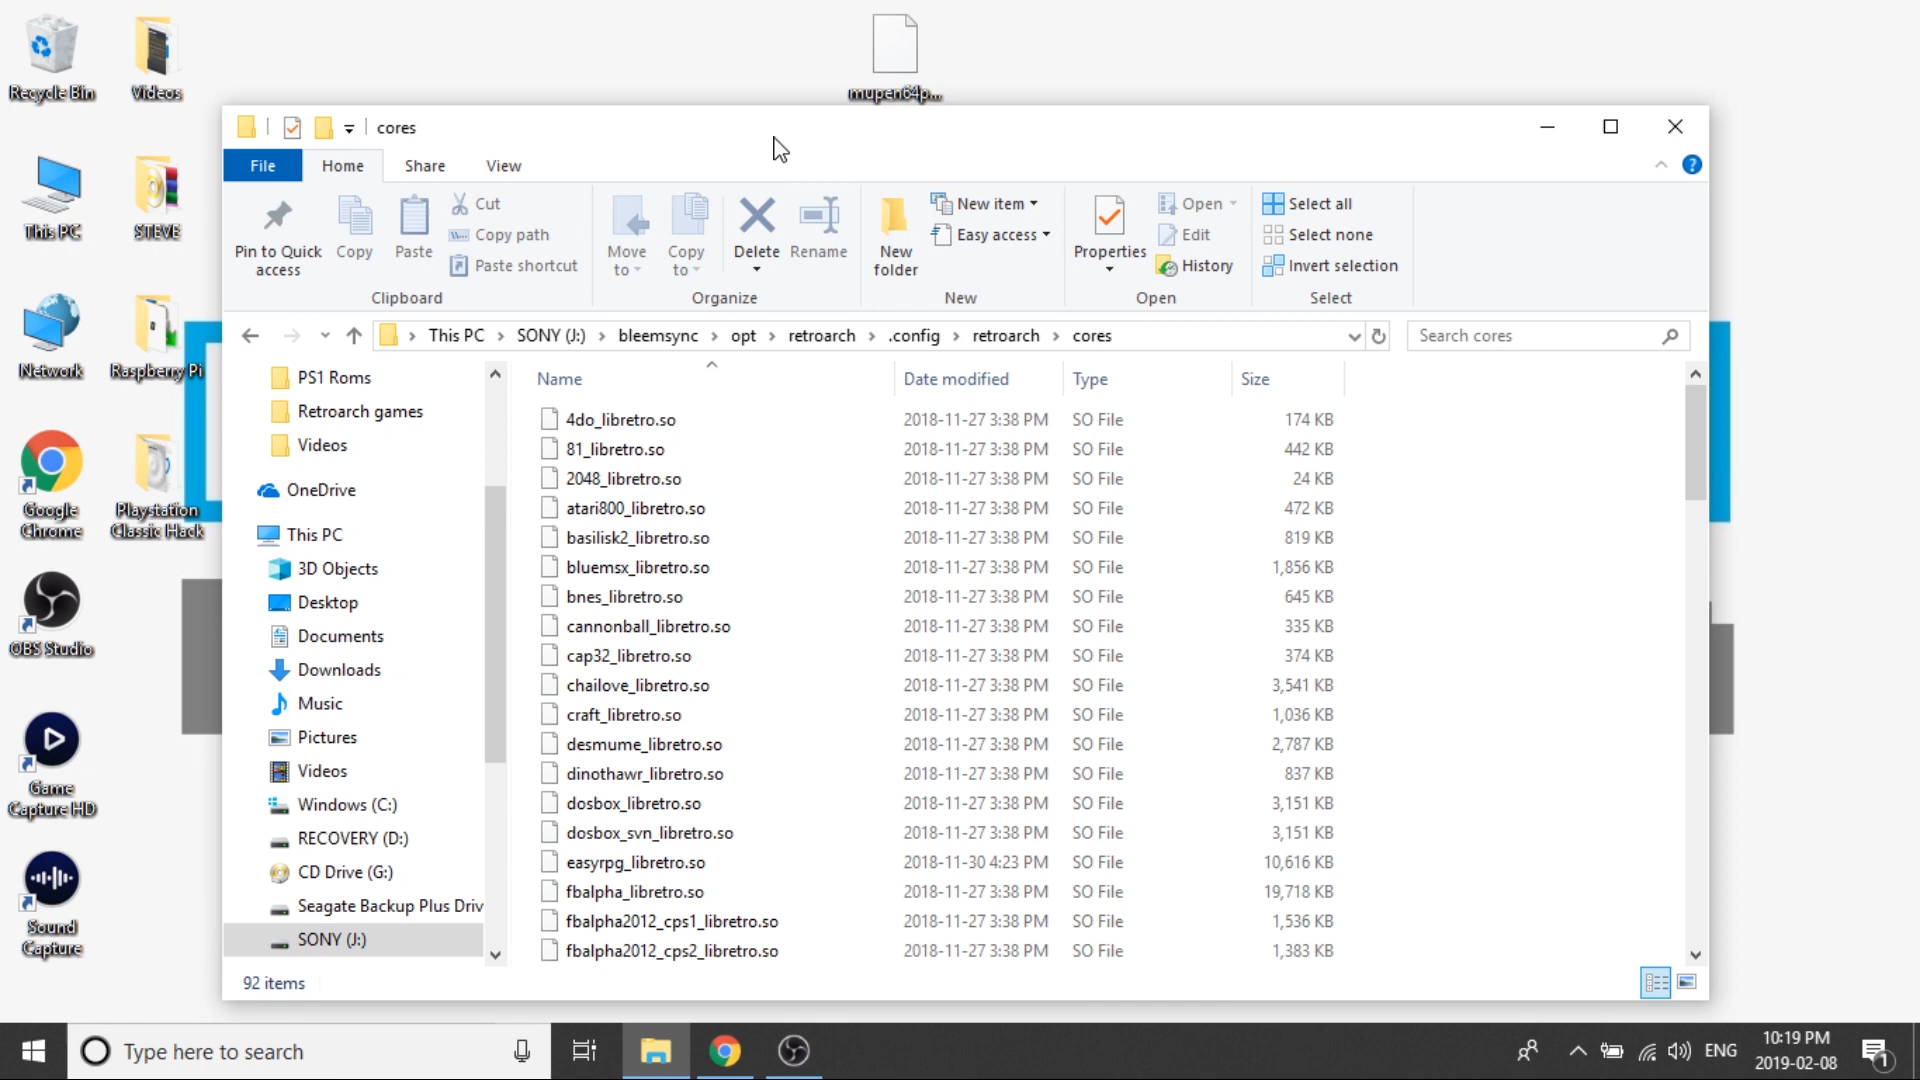 Recycle Bin
Videos
mupen64p...
This PC
STEVE
Network
Raspberry Pi
Google
Chrome
Playstation
Classic Hack
OBS Studio
Game
Capture HD
Sound
Capture
cores
File
Home
Share
View
Pin to Quick
access
Copy
Paste
Cut
Copy path
Paste shortcut
Clipboard
Move
to
Copy
to
Delete
Rename
Organize
New
folder
New item
Easy access
New
Properties
Open
Edit
History
Open
Select all
Select none
Invert selection
Select
This PC > SONY (J:) > bleemsync > opt > retroarch > .config > retroarch > cores
Search cores
PS1 Roms
Retroarch games
Videos
OneDrive
This PC
3D Objects
Desktop
Documents
Downloads
Music
Pictures
Videos
Windows (C:)
RECOVERY (D:)
CD Drive (G:)
Seagate Backup Plus Driv
SONY (J:)
Name Date modified Type Size
4do_libretro.so 2018-11-27 3:38 PM SO File 174 KB
81_libretro.so 2018-11-27 3:38 PM SO File 442 KB
2048_libretro.so 2018-11-27 3:38 PM SO File 24 KB
atari800_libretro.so 2018-11-27 3:38 PM SO File 472 KB
basilisk2_libretro.so 2018-11-27 3:38 PM SO File 819 KB
bluemsx_libretro.so 2018-11-27 3:38 PM SO File 1,856 KB
bnes_libretro.so 2018-11-27 3:38 PM SO File 645 KB
cannonball_libretro.so 2018-11-27 3:38 PM SO File 335 KB
cap32_libretro.so 2018-11-27 3:38 PM SO File 374 KB
chailove_libretro.so 2018-11-27 3:38 PM SO File 3,541 KB
craft_libretro.so 2018-11-27 3:38 PM SO File 1,036 KB
desmume_libretro.so 2018-11-27 3:38 PM SO File 2,787 KB
dinothawr_libretro.so 2018-11-27 3:38 PM SO File 837 KB
dosbox_libretro.so 2018-11-27 3:38 PM SO File 3,151 KB
dosbox_svn_libretro.so 2018-11-27 3:38 PM SO File 3,151 KB
easyrpg_libretro.so 2018-11-30 4:23 PM SO File 10,616 KB
fbalpha_libretro.so 2018-11-27 3:38 PM SO File 19,718 KB
fbalpha2012_cps1_libretro.so 2018-11-27 3:38 PM SO File 1,536 KB
fbalpha2012_cps2_libretro.so 2018-11-27 3:38 PM SO File 1,383 KB
92 items
Type here to search
ENG
10:19 PM
2019-02-08
1